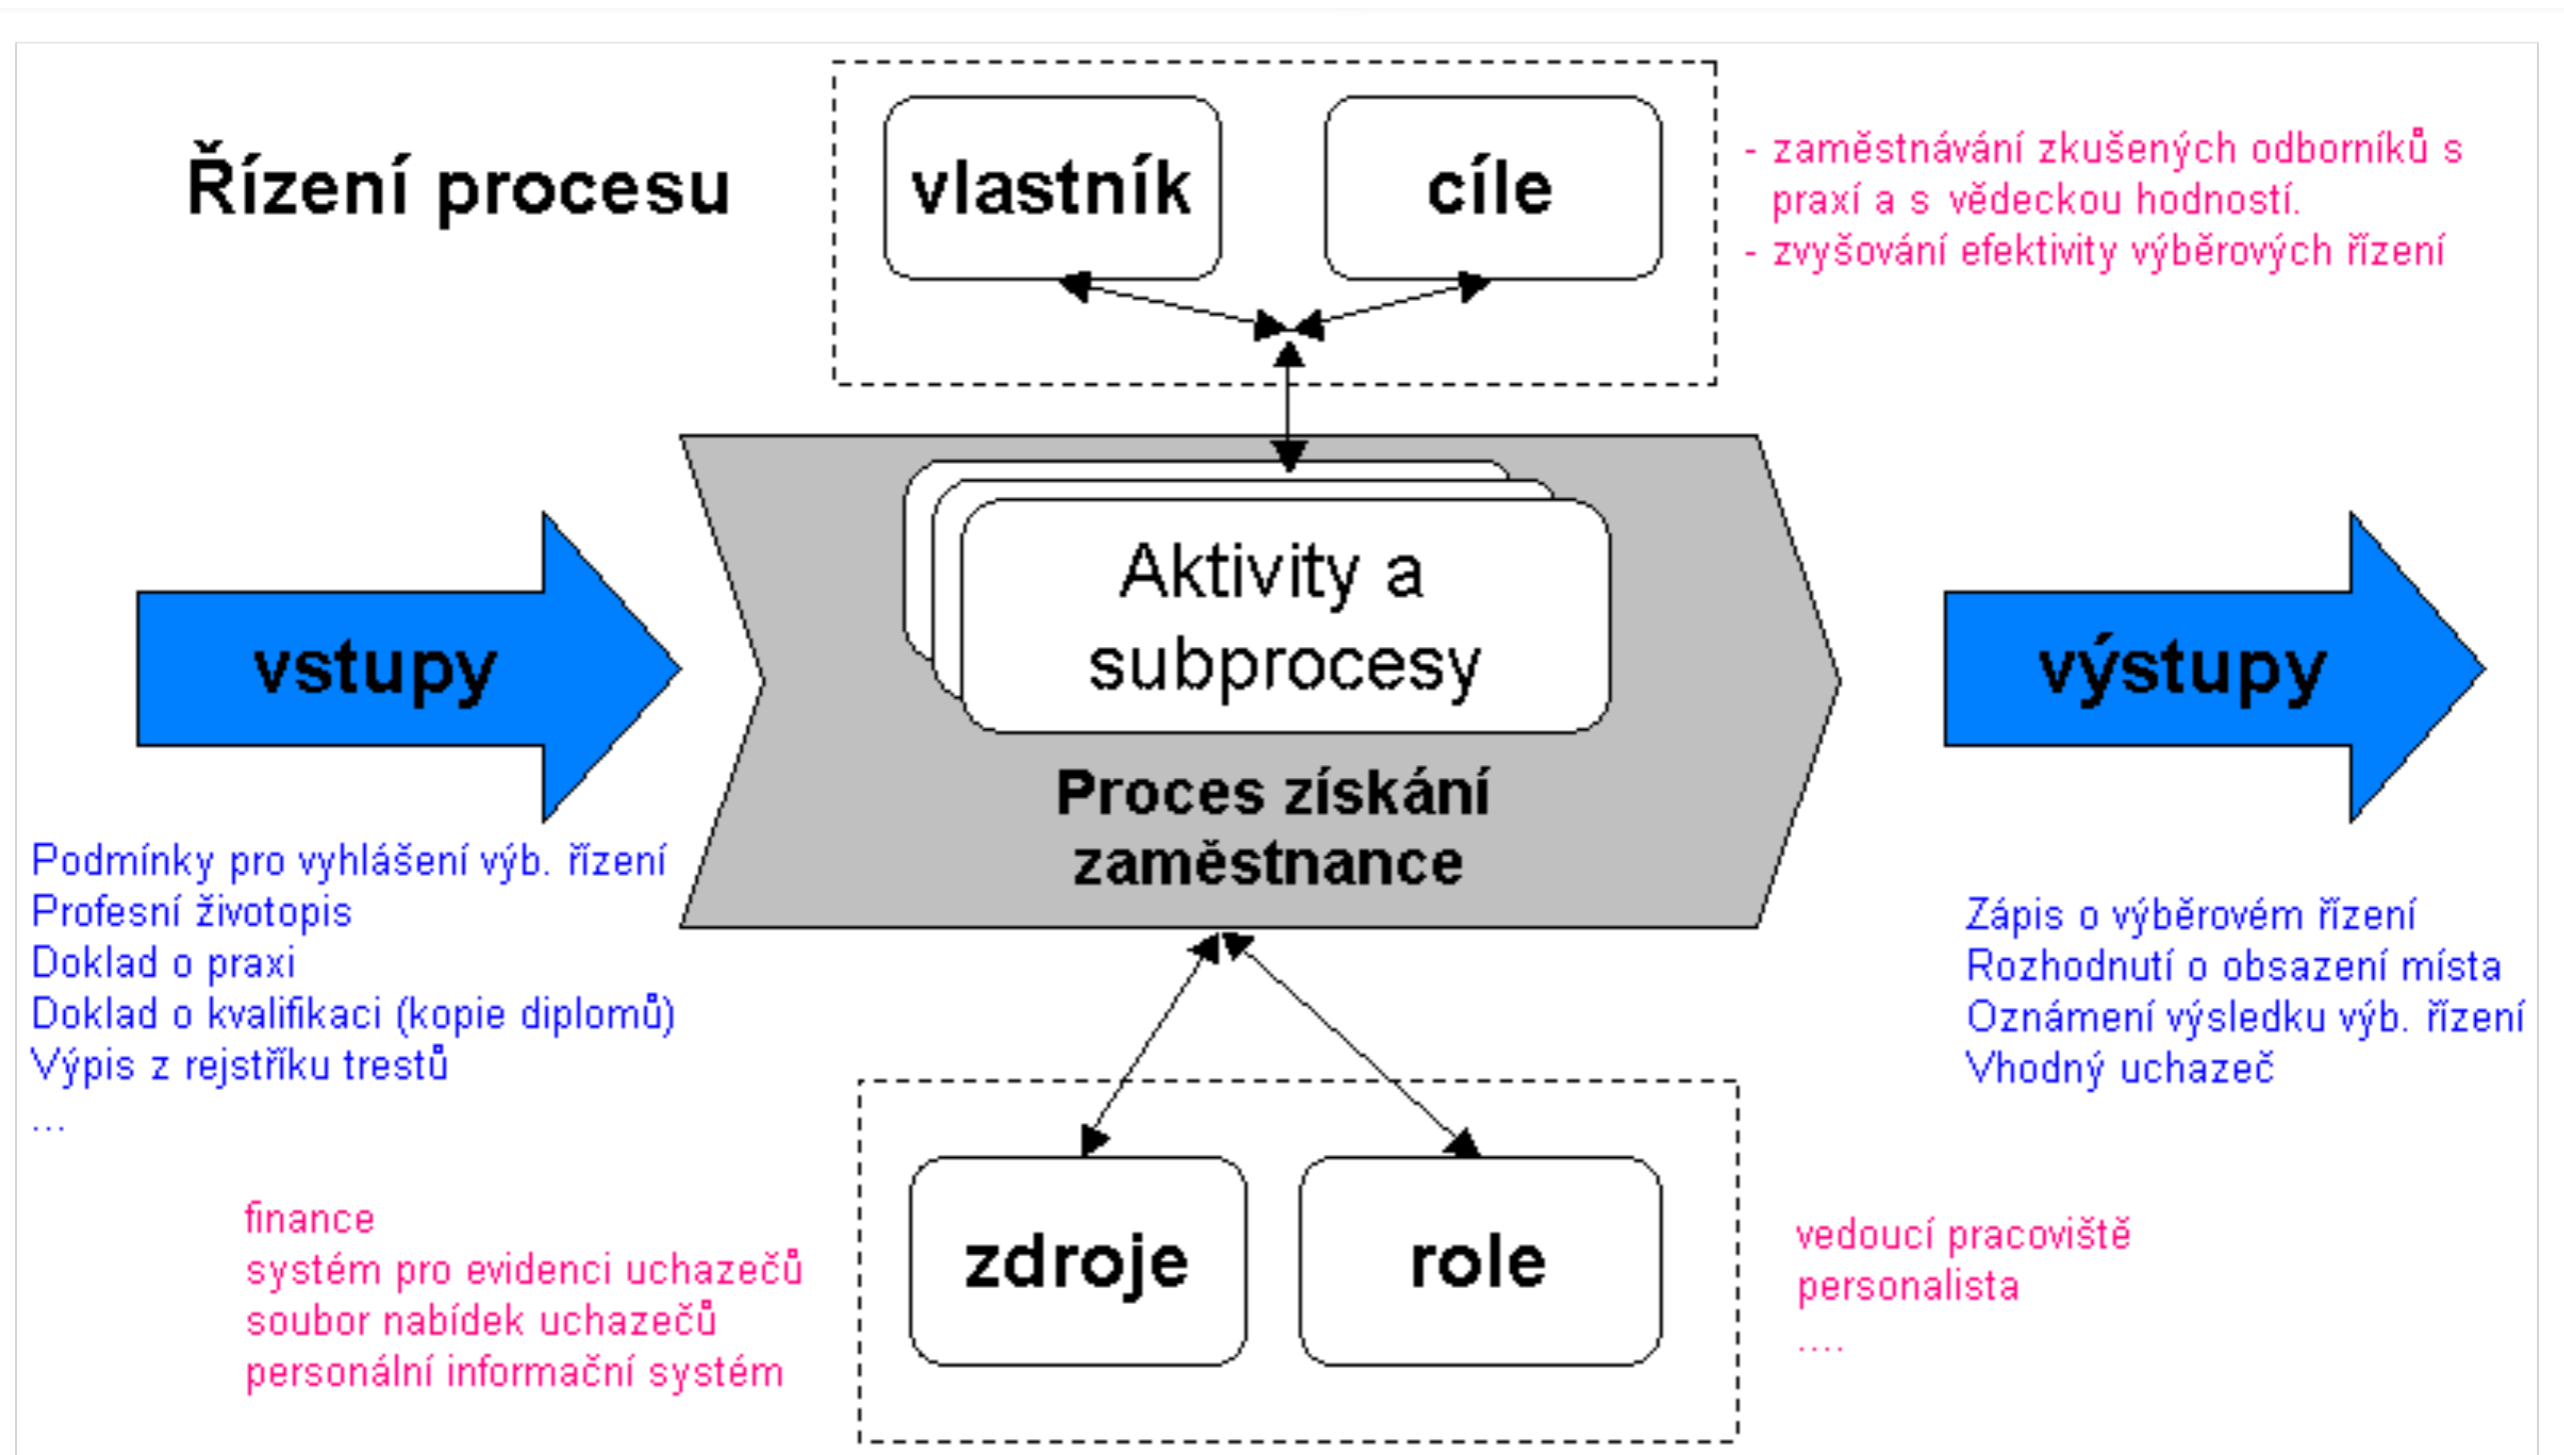 Řízení procesu
vlastník
cíle
- zaměstnávání zkušených odborníků s
praxí a s vědeckou hodností.
- zvyšování efektivity výběrových řízení
vstupy
Aktivity a
subprocesy
Proces získání
zaměstnance
výstupy
Podmínky pro vyhlášení výb. řízení
Profesní životopis
Doklad o praxi
Doklad o kvalifikaci (kopie diplomů)
Výpis z rejstříku trestů
...
Zápis o výběrovém řízení
Rozhodnutí o obsazení místa
Oznámení výsledku výb. řízení
Vhodný uchazeč
finance
systém pro evidenci uchazečů
soubor nabídek uchazečů
personální informační systém
zdroje
role
vedoucí pracoviště
personalista
....